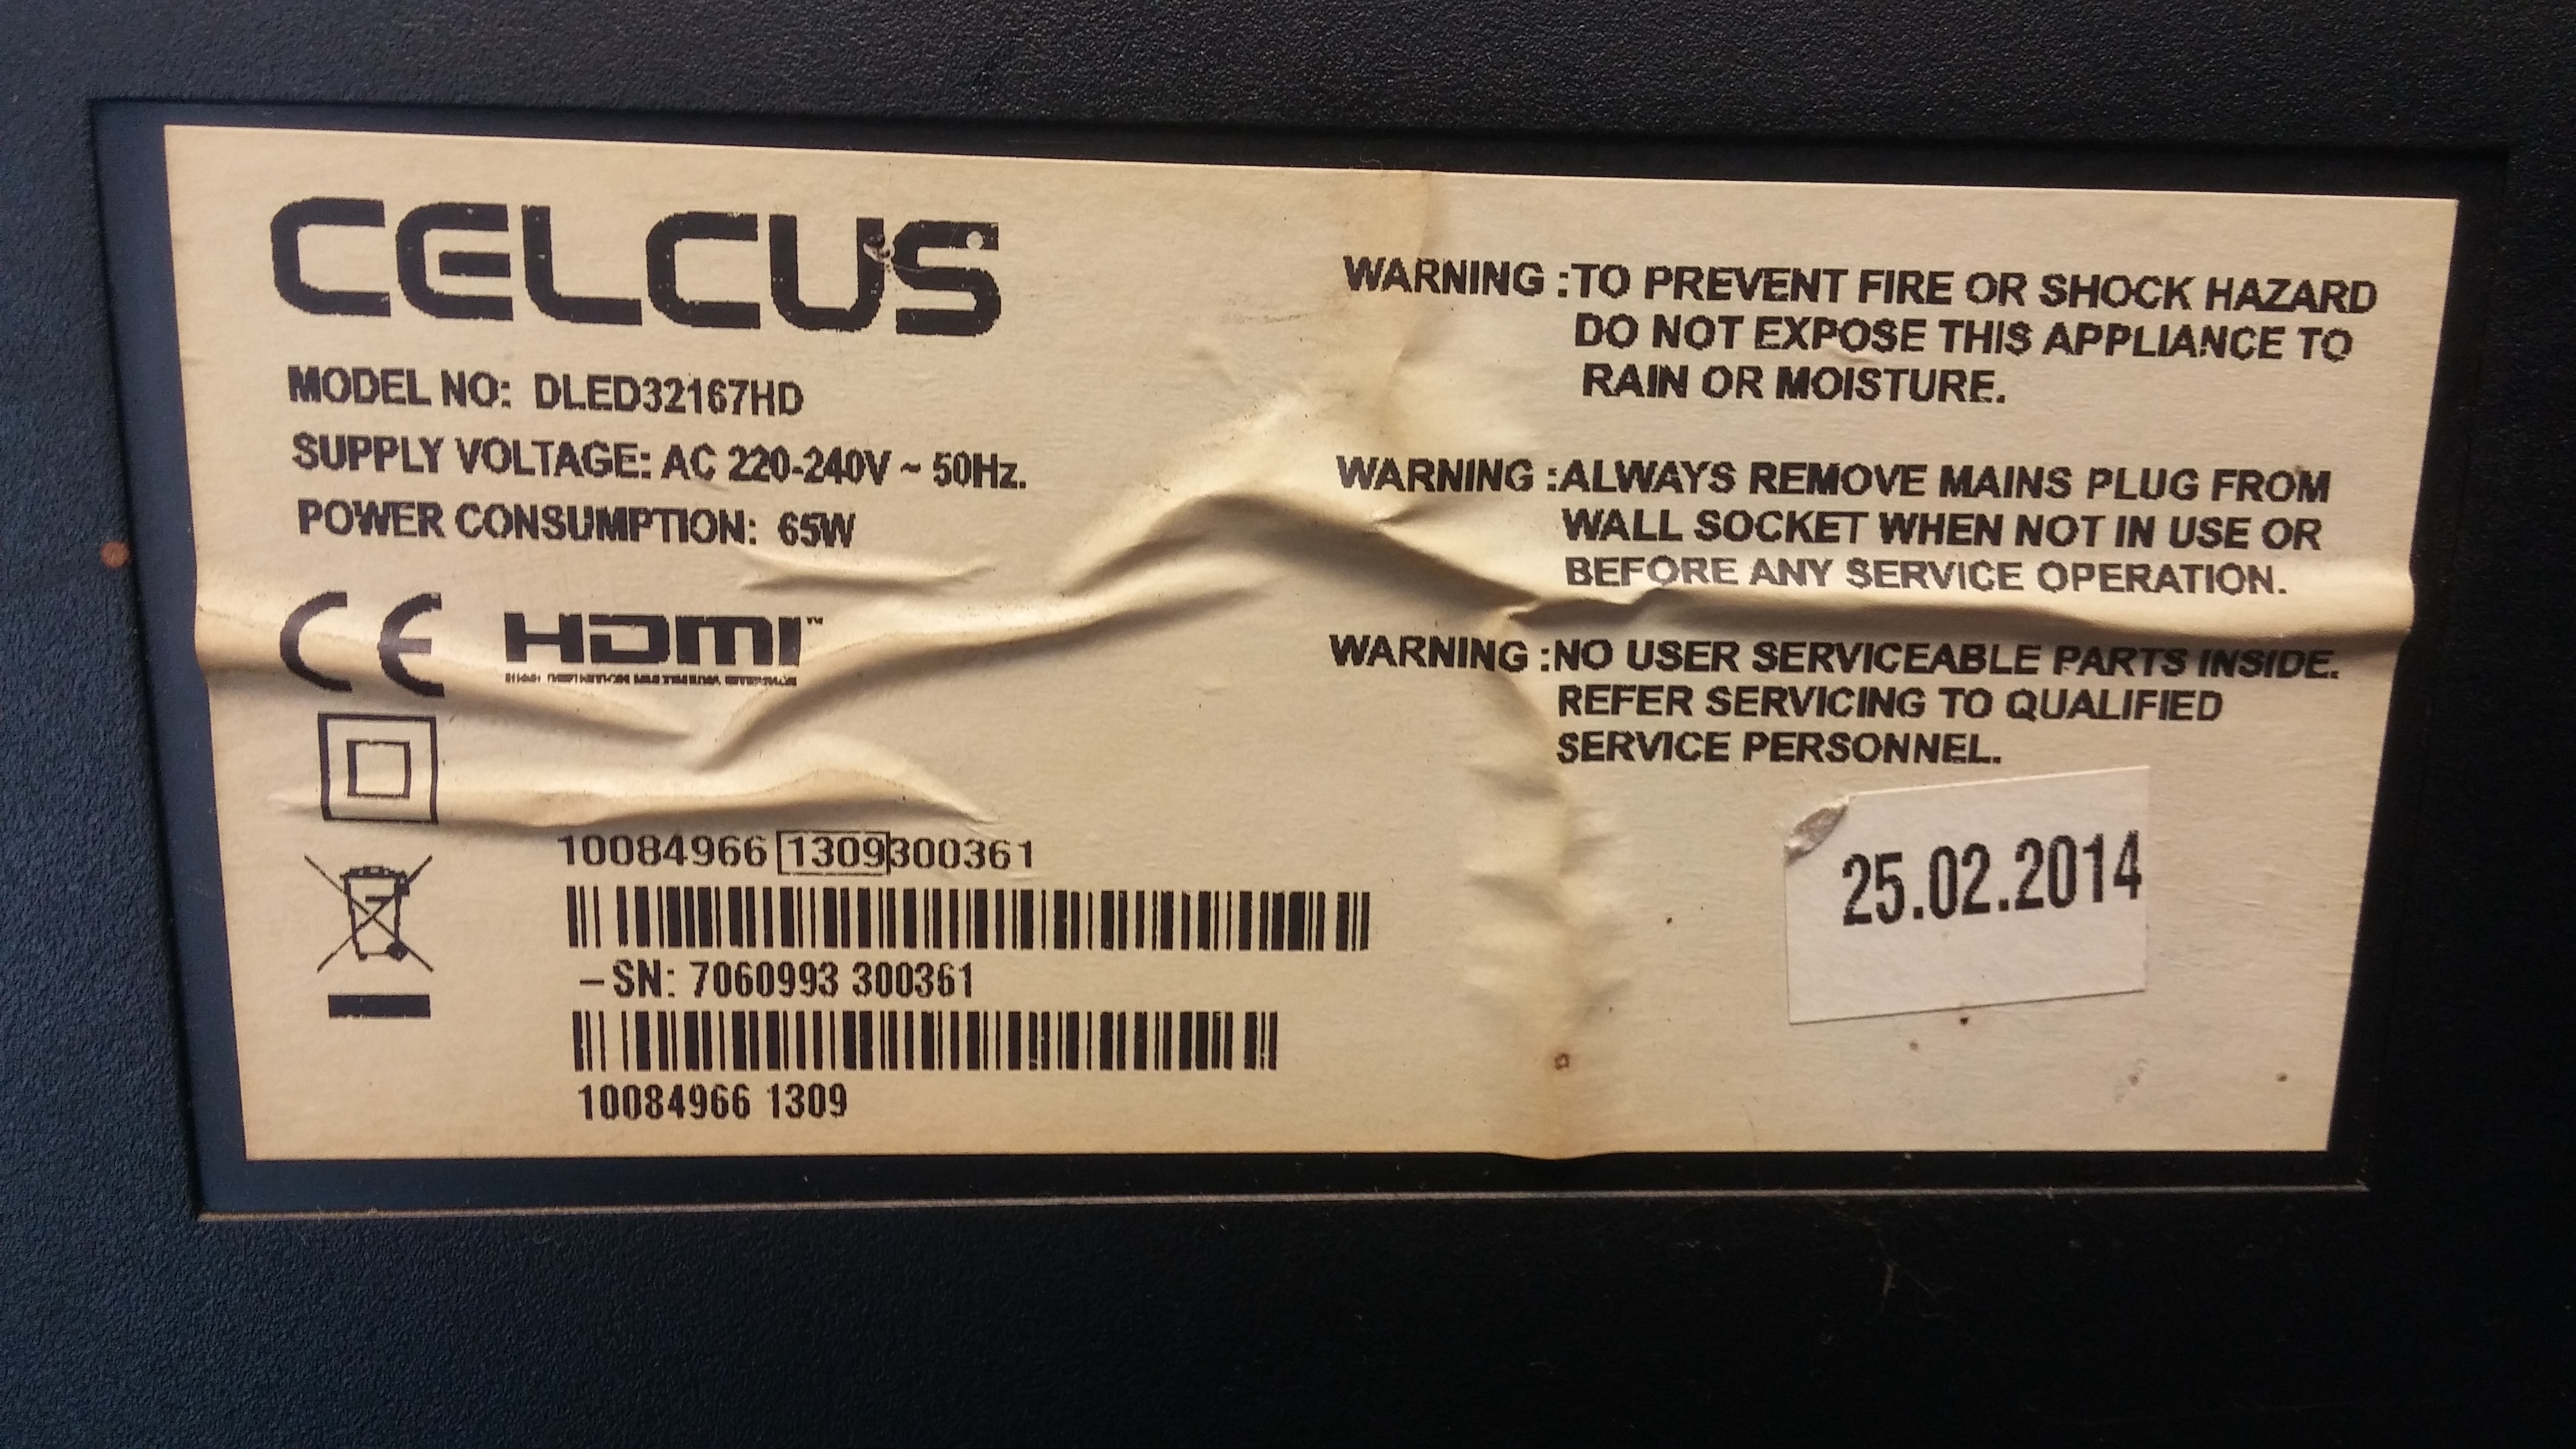 CELCUS
MODEL NO: DLED32167HD
SUPPLY VOLTAGE: AC 220-240V ~ 50Hz.
POWER CONSUMPTION: 65W
CE HDMI™
10084966 1309300361
–SN: 7060993 300361
10084966 1309
WARNING :TO PREVENT FIRE OR SHOCK HAZARD
DO NOT EXPOSE THIS APPLIANCE TO
RAIN OR MOISTURE.
WARNING :ALWAYS REMOVE MAINS PLUG FROM
WALL SOCKET WHEN NOT IN USE OR
BEFORE ANY SERVICE OPERATION.
WARNING :NO USER SERVICEABLE PARTS INSIDE.
REFER SERVICING TO QUALIFIED
SERVICE PERSONNEL.
25.02.2014